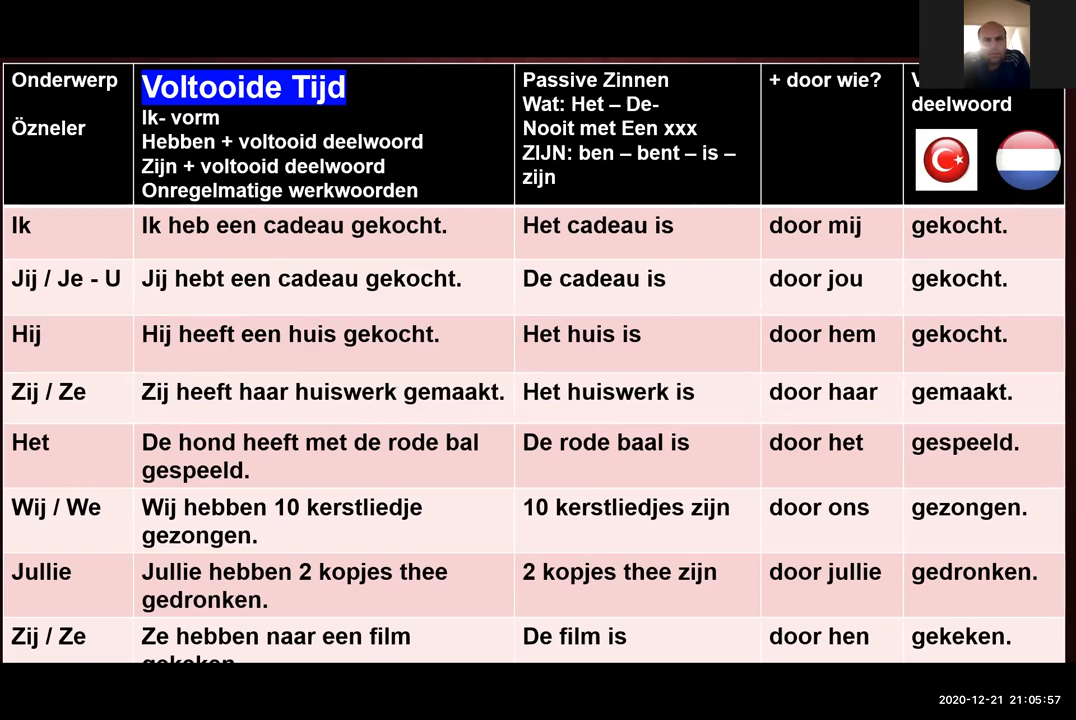 Onderwerp
Özneler
Voltooide Tijd
Ik- vorm
Hebben + voltooid deelwoord
Zijn + voltooid deelwoord
Onregelmatige werkwoorden
Passive Zinnen
Wat: Het – De-
Nooit met Een xxx
ZIJN: ben – bent – is –
zijn
+ door wie?
deelwoord
Ik
Ik heb een cadeau gekocht.
Het cadeau is
door mij
gekocht.
Jij / Je - U
Jij hebt een cadeau gekocht.
De cadeau is
door jou
gekocht.
Hij
Hij heeft een huis gekocht.
Het huis is
door hem
gekocht.
Zij / Ze
Zij heeft haar huiswerk gemaakt.
Het huiswerk is
door haar
gemaakt.
Het
De hond heeft met de rode bal
gespeeld.
De rode baal is
door het
gespeeld.
Wij / We
Wij hebben 10 kerstliedje
gezongen.
10 kerstliedjes zijn
door ons
gezongen.
Jullie
Jullie hebben 2 kopjes thee
gedronken.
2 kopjes thee zijn
door jullie
gedronken.
Zij / Ze
Ze hebben naar een film
gekeken
De film is
door hen
gekeken.
2020-12-21 21:05:57